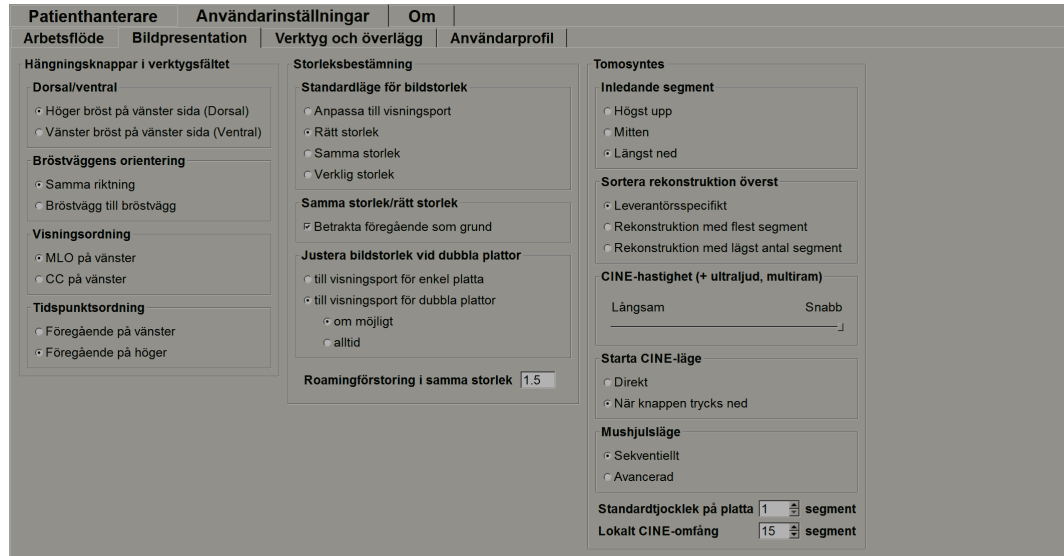 Patienthanterare Användarinställningar Om
Arbetsflöde Bildpresentation Verktyg och överlägg Användarprofil
Hängningsknappar i verktygsfältet
Dorsal/ventral
Höger bröst på vänster sida (Dorsal)
Vänster bröst på vänster sida (Ventral)
Bröstväggens orientering
Samma riktning
Bröstvägg till bröstvägg
Visningsordning
MLO på vänster
CC på vänster
Tidspunktsordning
Föregående på vänster
Föregående på höger
Storleksbestämning
Standardläge för bildstorlek
Anpassa till visningsport
Rätt storlek
Samma storlek
Verklig storlek
Samma storlek/rätt storlek
Betrakta föregående som grund
Justera bildstorlek vid dubbla plattor
till visningsport för enkel platta
till visningsport för dubbla plattor
om möjligt
alltid
Roamingförstoring i samma storlek 1.5
Tomosyntes
Inledande segment
Högst upp
Mitten
Längst ned
Sortera rekonstruktion överst
Leverantörsspecifikt
Rekonstruktion med flest segment
Rekonstruktion med lägst antal segment
CINE-hastighet (+ ultraljud, multiram)
Långsam Snabb
Starta CINE-läge
Direkt
När knappen trycks ned
Mushjulsläge
Sekventiellt
Avancerad
Standardtjocklek på platta 1 segment
Lokalt CINE-omfång 15 segment